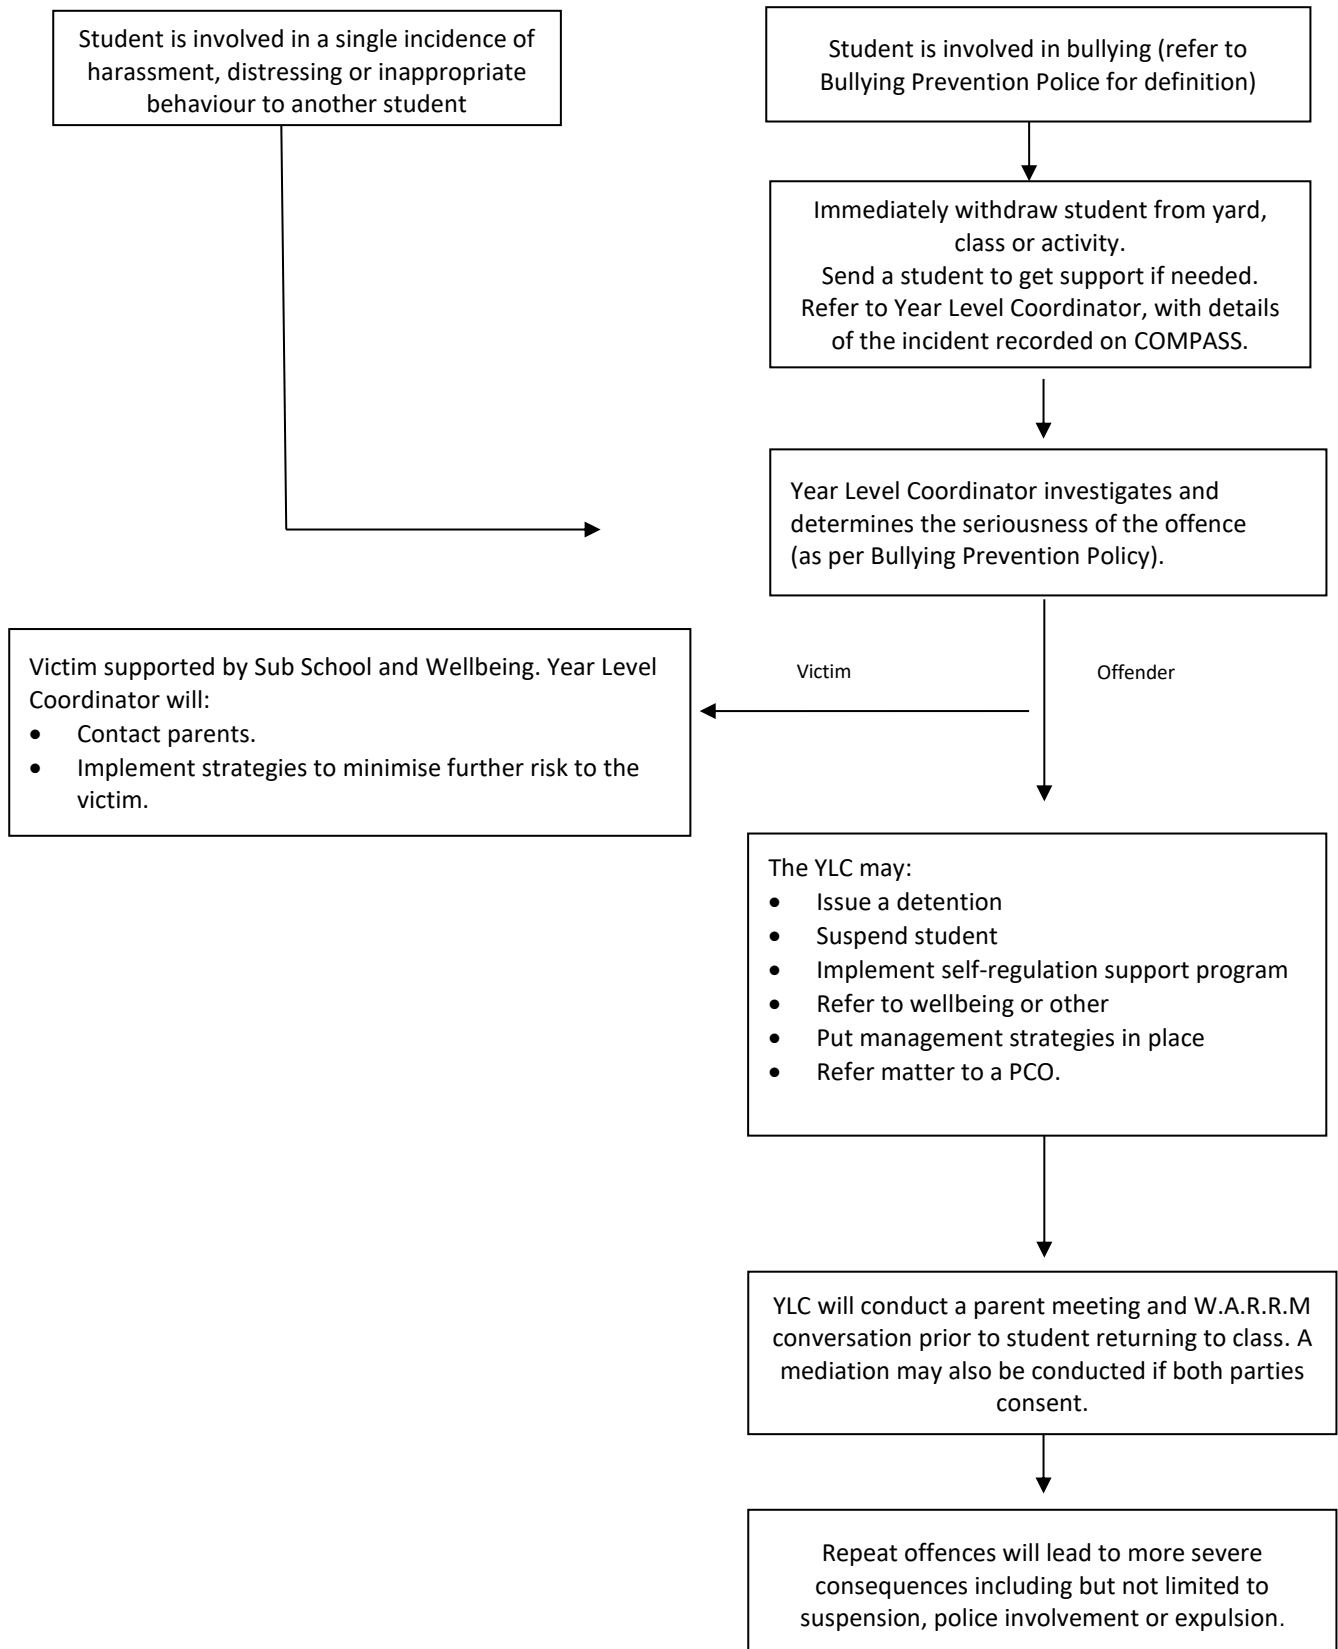 Student is involved in a single incidence of
harassment, distressing or inappropriate
behaviour to another student
Student is involved in bullying (refer to
Bullying Prevention Police for definition)
Immediately withdraw student from yard,
class or activity.
Send a student to get support if needed.
Refer to Year Level Coordinator, with details
of the incident recorded on COMPASS.
Year Level Coordinator investigates and
determines the seriousness of the offence
(as per Bullying Prevention Policy).
Victim
Offender
Victim supported by Sub School and Wellbeing. Year Level
Coordinator will:
• Contact parents.
• Implement strategies to minimise further risk to the
victim.
The YLC may:
• Issue a detention
• Suspend student
• Implement self-regulation support program
• Refer to wellbeing or other
• Put management strategies in place
• Refer matter to a PCO.
YLC will conduct a parent meeting and W.A.R.R.M
conversation prior to student returning to class. A
mediation may also be conducted if both parties
consent.
Repeat offences will lead to more severe
consequences including but not limited to
suspension, police involvement or expulsion.